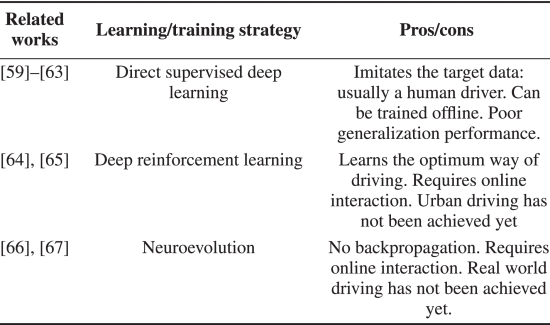 Related works
Learning/training strategy
Pros/cons
[59]–[63]
Direct supervised deep
learning
Imitates the target data:
usually a human driver. Can
be trained offline. Poor
generalization performance.
[64], [65]
Deep reinforcement learning
Learns the optimum way of
driving. Requires online
interaction. Urban driving has
not been achieved yet
[66], [67]
Neuroevolution
No backpropagation. Requires
online interaction. Real world
driving has not been achieved
yet.